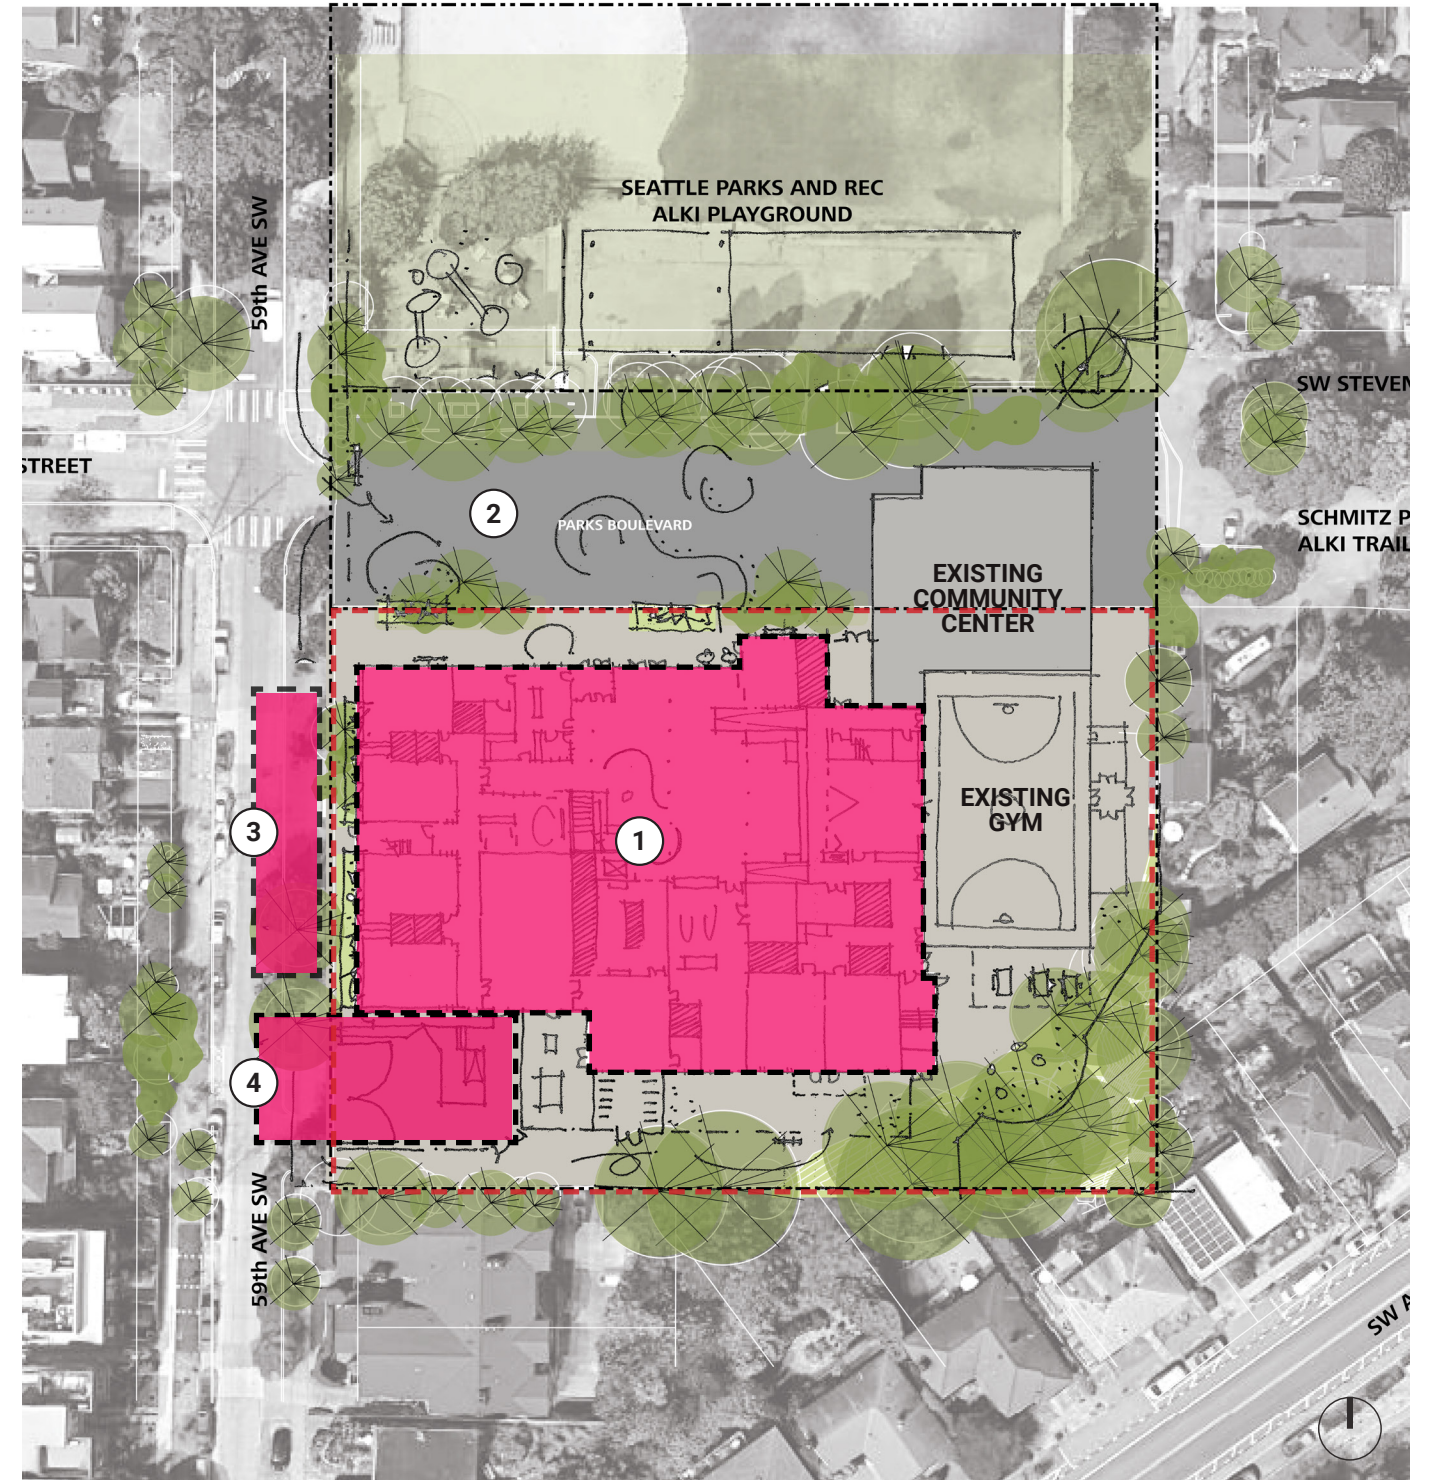 SEATTLE PARKS AND REC
ALKI PLAYGROUND
59th AVE SW
SW STEVEN
STREET
2
PARKS BOULEVARD
SCHMITZ P
ALKI TRAIL
EXISTING
COMMUNITY
CENTER
EXISTING
GYM
3
1
4
59th AVE SW
SW A